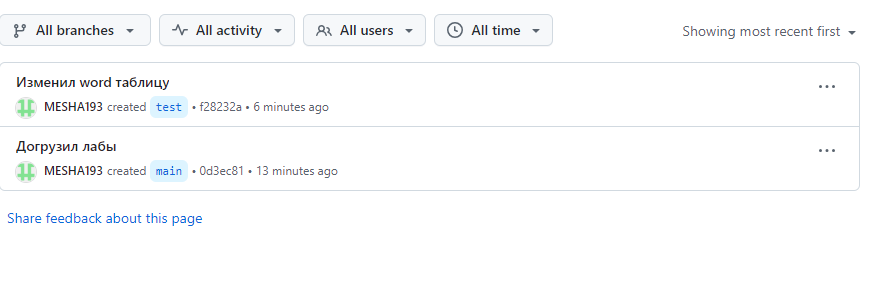 All branches All activity All users All time Showing most recent first
Изменил word таблицу
MESHA193 created test • f28232a • 6 minutes ago
Догрузил лабы
MESHA193 created main • 0d3ec81 • 13 minutes ago
Share feedback about this page